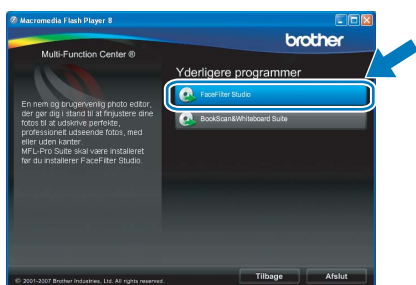 Macromedia Flash Player 8
brother
Multi-Function Center ®
Yderligere programmer
FaceFilter Studio
BookScan&Whiteboard Suite
En nem og brugervenlig photo editor,
der gør dig i stand til at finjustere dine
fotos til at udskrive perfekte,
professionelt udseende fotos, med
eller uden kanter.
MFL-Pro Suite skal være installeret
før du installerer FaceFilter Studio.
© 2001-2007 Brother Industries, Ltd. All rights reserved.
Tilbage
Afslut